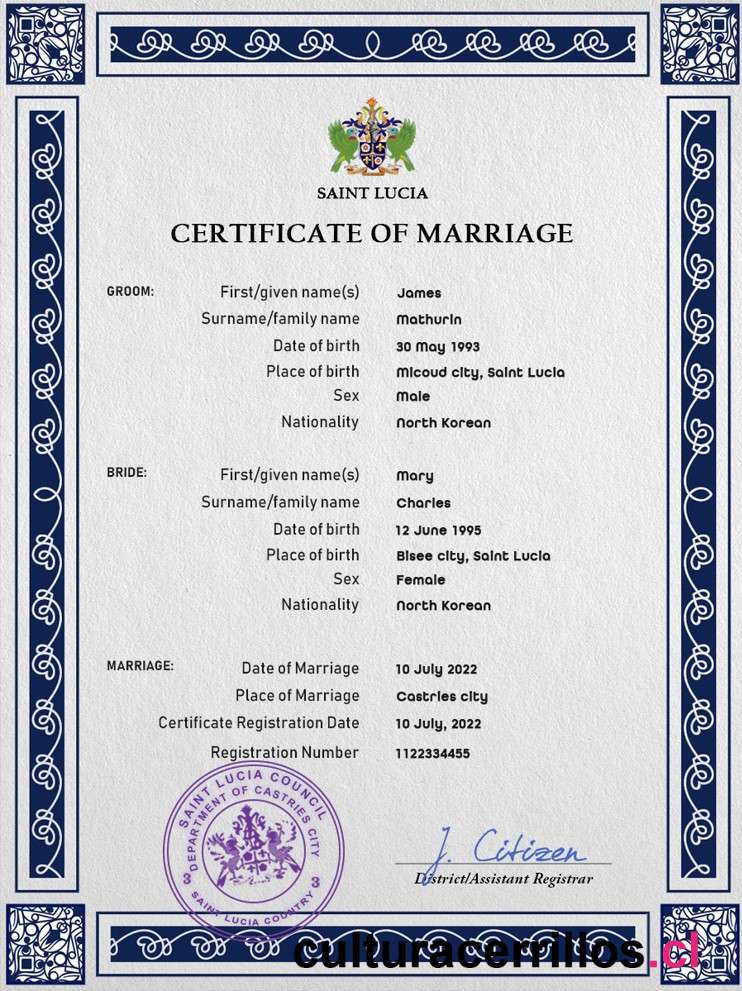 SAINT LUCIA
CERTIFICATE OF MARRIAGE
GROOM: First/given name(s) James
Surname/family name Mathurin
Date of birth 30 May 1993
Place of birth Micoud city, Saint Lucia
Sex Male
Nationality North Korean
BRIDE: First/given name(s) Mary
Surname/family name Charles
Date of birth 12 June 1995
Place of birth Bisee city, Saint Lucia
Sex Female
Nationality North Korean
MARRIAGE: Date of Marriage 10 July 2022
Place of Marriage Castries city
Certificate Registration Date 10 July, 2022
Registration Number 1122334455
SAINT LUCIA COUNCIL
DEPARTMENT OF CASTRIES CITY
3 SAINT LUCIA COUNTRY 3
J. Citizen
District/Assistant Registrar
culturacerrillos.cl